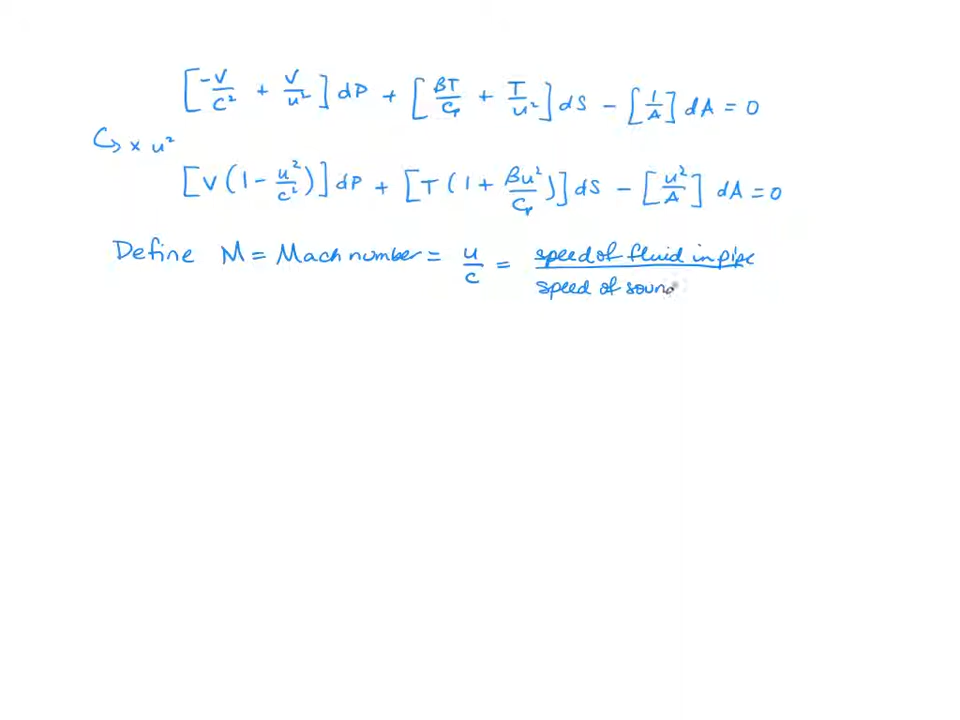 [-V/C² + V/u²] dP + [βT/Cp + T/u²] dS − [1/A] dA = 0
↪ × u²
[V(1 − u²/c²)] dP + [T(1 + βu²/Cp)] dS − [u²/A] dA = 0
Define M = Mach number = u/c = speed of fluid in pipe / speed of sound